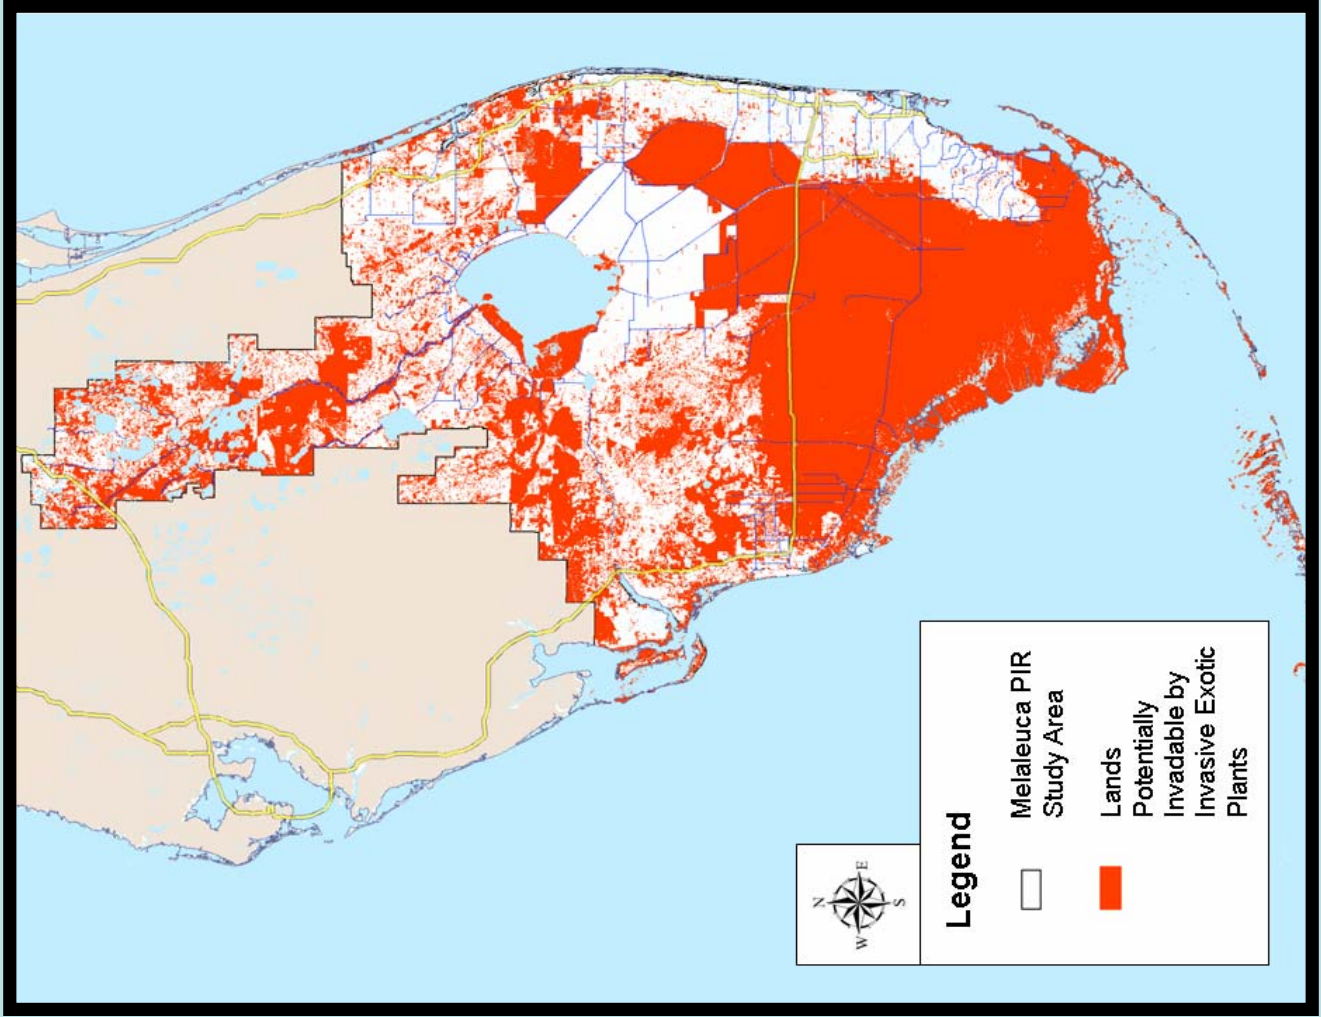 Legend
Melaleuca PIR
Study Area
Lands
Potentially
Invadable by
Invasive Exotic
Plants
N
W
E
S